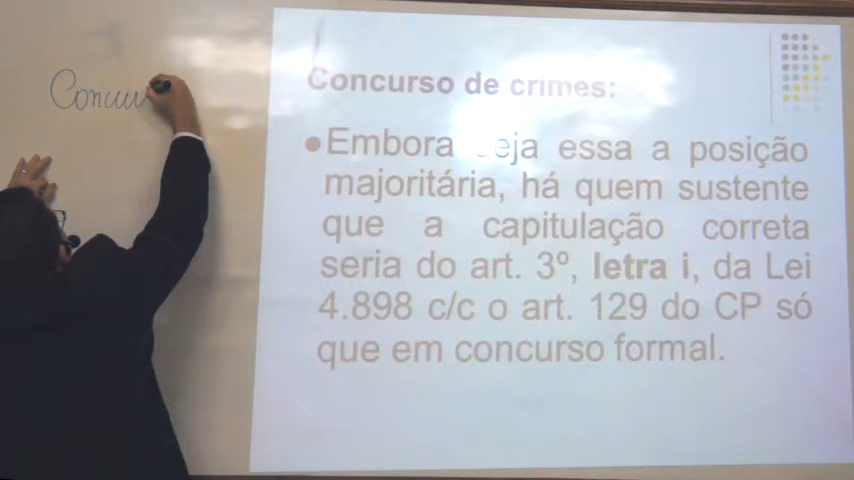 Concur
Concurso de crimes:
Embora seja essa a posição
majoritária, há quem sustente
que a capitulação correta
seria do art. 3º, letra i, da Lei
4.898 c/c o art. 129 do CP só
que em concurso formal.